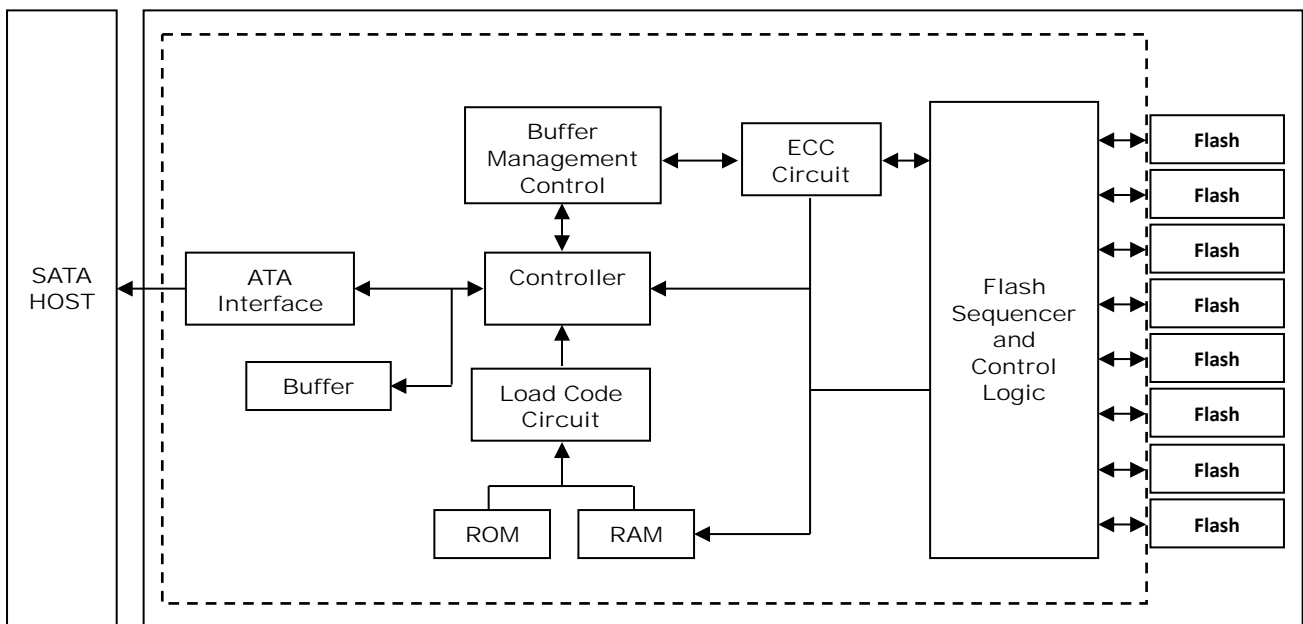 SATA
HOST
ATA
Interface
Buffer
Buffer
Management
Control
Controller
Load Code
Circuit
ROM
RAM
ECC
Circuit
Flash
Sequencer
and
Control
Logic
Flash
Flash
Flash
Flash
Flash
Flash
Flash
Flash